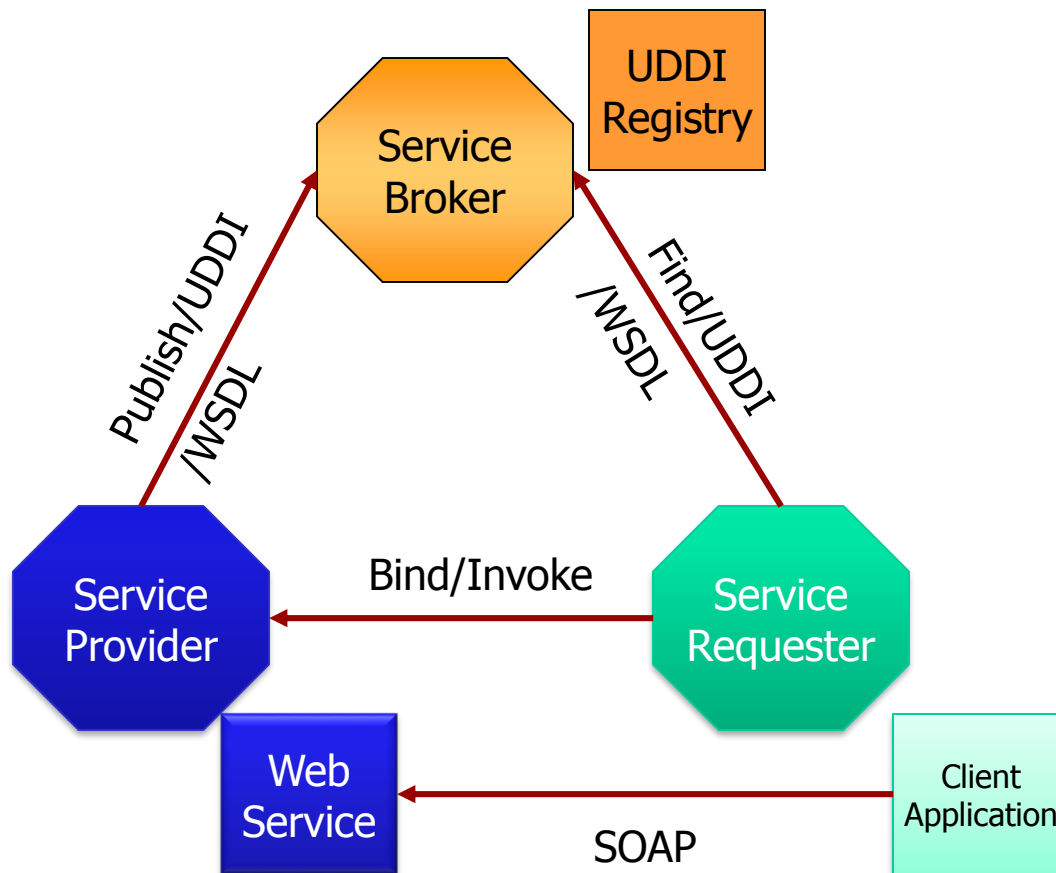 UDDI
Registry
Service
Broker
Publish/UDDI
/WSDL
Find/UDDI
/WSDL
Bind/Invoke
Service
Provider
Service
Requester
Web
Service
Client
Application
SOAP